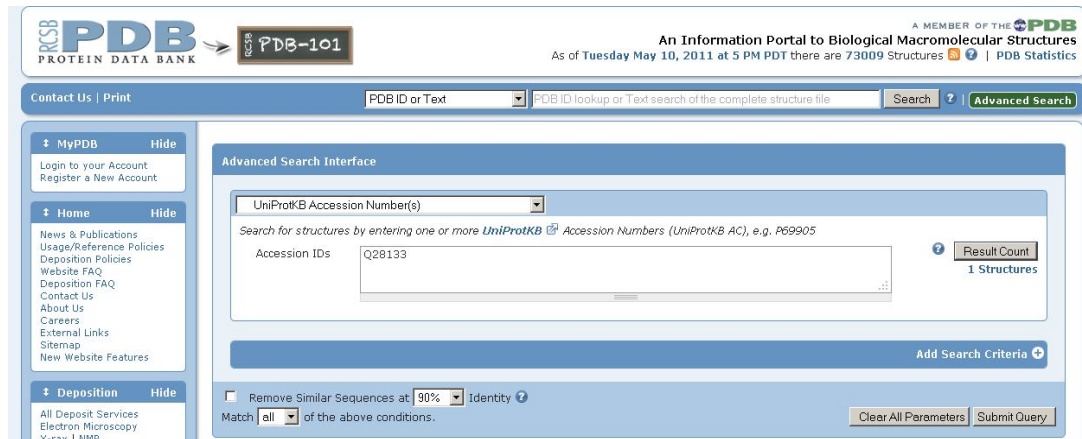 RCSB PDB
PROTEIN DATA BANK
RCSB PDB-101
A MEMBER OF THE PDB
An Information Portal to Biological Macromolecular Structures
As of Tuesday May 10, 2011 at 5 PM PDT there are 73009 Structures ? | PDB Statistics
Contact Us | Print
PDB ID or Text
PDB ID lookup or Text search of the complete structure file
Search ? | Advanced Search
MyPDB Hide
Login to your Account
Register a New Account
Home Hide
News & Publications
Usage/Reference Policies
Deposition Policies
Website FAQ
Deposition FAQ
Contact Us
About Us
Careers
External Links
Sitemap
New Website Features
Deposition Hide
All Deposit Services
Electron Microscopy
X-ray | NMR
Advanced Search Interface
UniProtKB Accession Number(s)
Search for structures by entering one or more UniProtKB Accession Numbers (UniProtKB AC), e.g. P69905
Accession IDs
Q28133
? Result Count
1 Structures
Add Search Criteria
Remove Similar Sequences at 90% Identity ?
Match all of the above conditions.
Clear All Parameters Submit Query